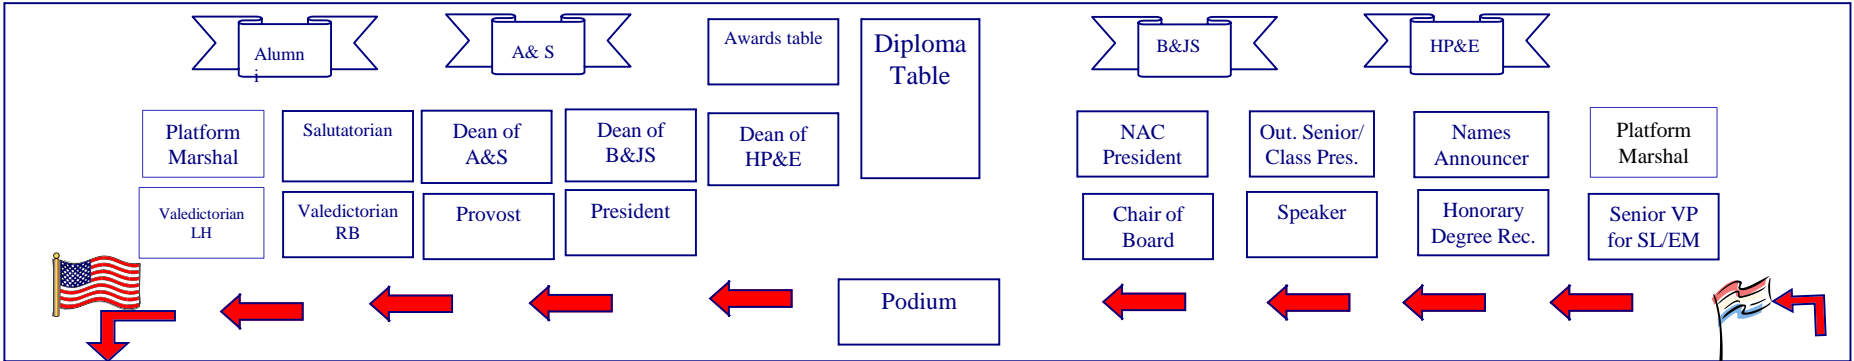 Alumn
i
A& S
Awards table
Diploma
Table
B&JS
HP&E
Platform
Marshal
Salutatorian
Dean of
A&S
Dean of
B&JS
Dean of
HP&E
NAC
President
Out. Senior/
Class Pres.
Names
Announcer
Platform
Marshal
Valedictorian
LH
Valedictorian
RB
Provost
President
Chair of
Board
Speaker
Honorary
Degree Rec.
Senior VP
for SL/EM
Podium